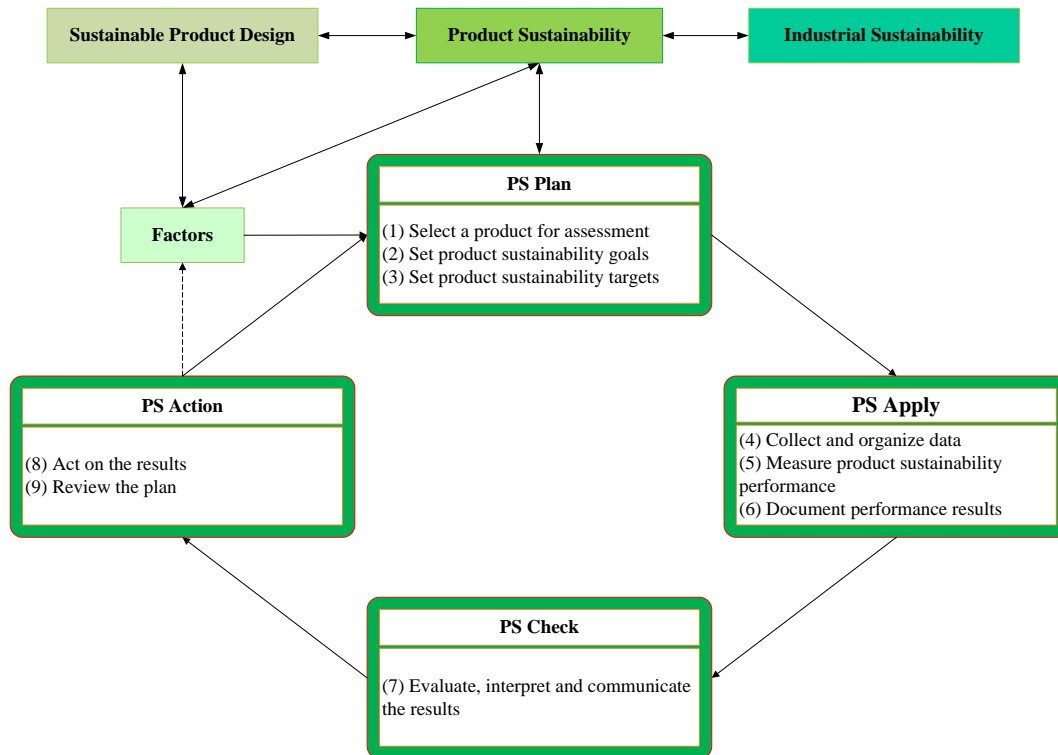 Sustainable Product Design
Product Sustainability
Industrial Sustainability
PS Plan
(1) Select a product for assessment
(2) Set product sustainability goals
(3) Set product sustainability targets
Factors
PS Action
(8) Act on the results
(9) Review the plan
PS Apply
(4) Collect and organize data
(5) Measure product sustainability
performance
(6) Document performance results
PS Check
(7) Evaluate, interpret and communicate
the results